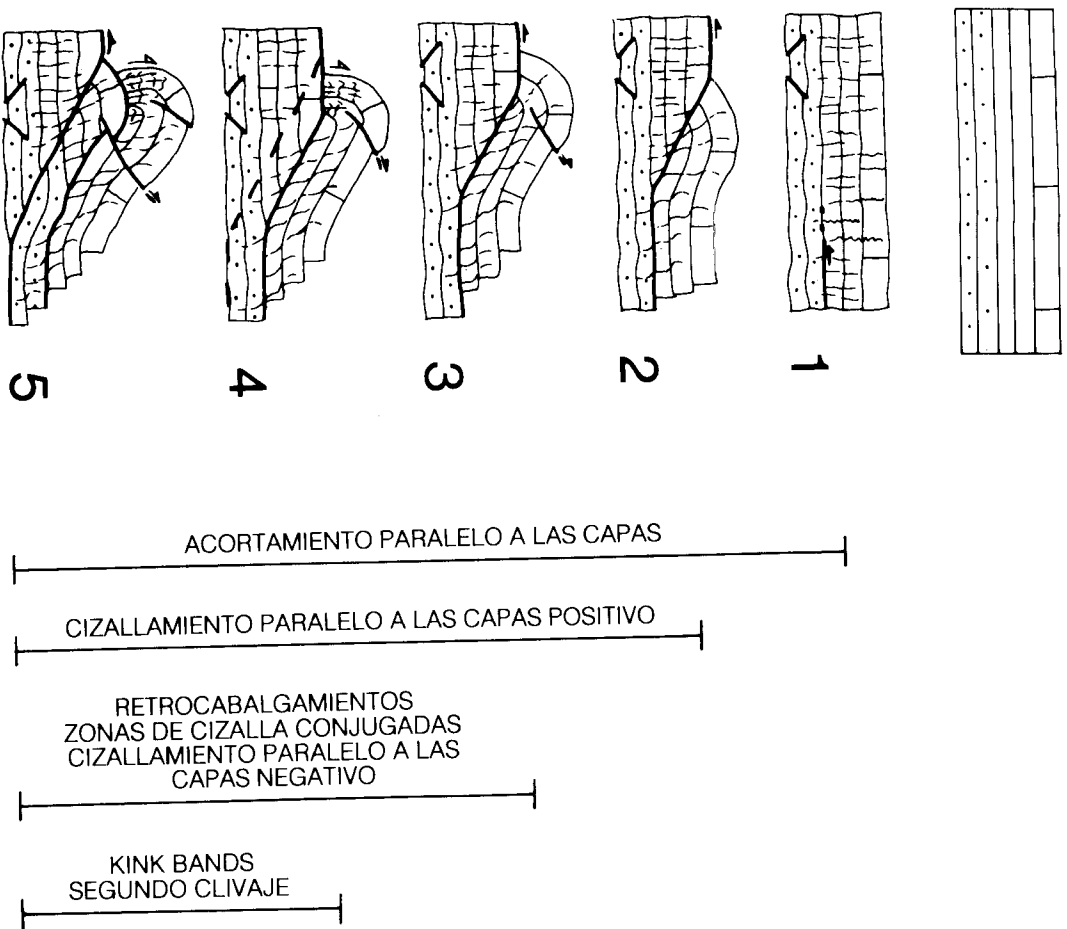 5 4 3 2 1
ACORTAMIENTO PARALELO A LAS CAPAS
CIZALLAMIENTO PARALELO A LAS CAPAS POSITIVO
RETROCABALGAMIENTOS
ZONAS DE CIZALLA CONJUGADAS
CIZALLAMIENTO PARALELO A LAS
CAPAS NEGATIVO
KINK BANDS
SEGUNDO CLIVAJE